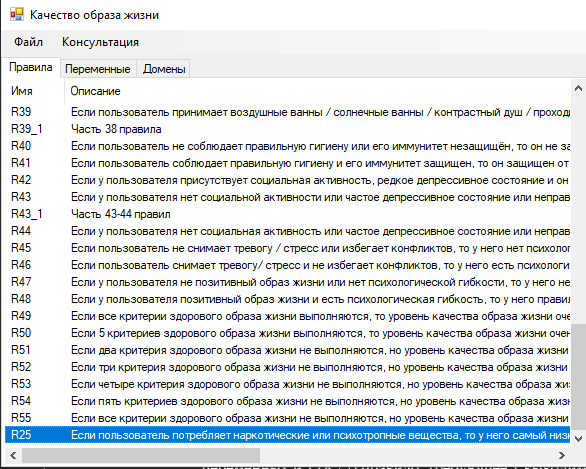 Качество образа жизни
Файл Консультация
Правила Переменные Домены
Имя Описание
R39 Если пользователь принимает воздушные ванны / солнечные ванны / контрастный душ / проходи
R39_1 Часть 38 правила
R40 Если пользователь не соблюдает правильную гигиену или его иммунитет незащищён, то он не за
R41 Если пользователь соблюдает правильную гигиену и его иммунитет защищен, то он защищен от
R42 Если у пользователя присутствует социальная активность, редкое депрессивное состояние и он
R43 Если у пользователя нет социальной активности или частое депрессивное состояние или неправ
R43_1 Часть 43-44 правил
R44 Если у пользователя нет социальная активность или частое депрессивное состояние или неправ
R45 Если пользователь не снимает тревогу / стресс или избегает конфликтов, то у него нет психолог
R46 Если пользователь снимает тревогу/ стресс и не избегает конфликтов, то у него есть психологи
R47 Если у пользователя не позитивный образ жизни или нет психологической гибкости, то у него не
R48 Если у пользователя позитивный образ жизни и есть психологическая гибкость, то у него прави
R49 Если все критерии здорового образа жизни выполняются, то уровень качества образа жизни оче
R50 Если 5 критериев здорового образа жизни выполняются, то уровень качества образа жизни очен
R51 Если два критерия здорового образа жизни не выполняются, но уровень качества образа жизни
R52 Если три критерия здорового образа жизни не выполняются, но уровень качества образа жизни
R53 Если четыре критерия здорового образа жизни не выполняются, но уровень качества образа жиз
R54 Если пять критериев здорового образа жизни не выполняются, но уровень качества образа жизн
R55 Если все критерии здорового образа жизни не выполняются, но уровень качества образа жизни
R25 Если пользователь потребляет наркотические или психотропные вещества, то у него самый низк